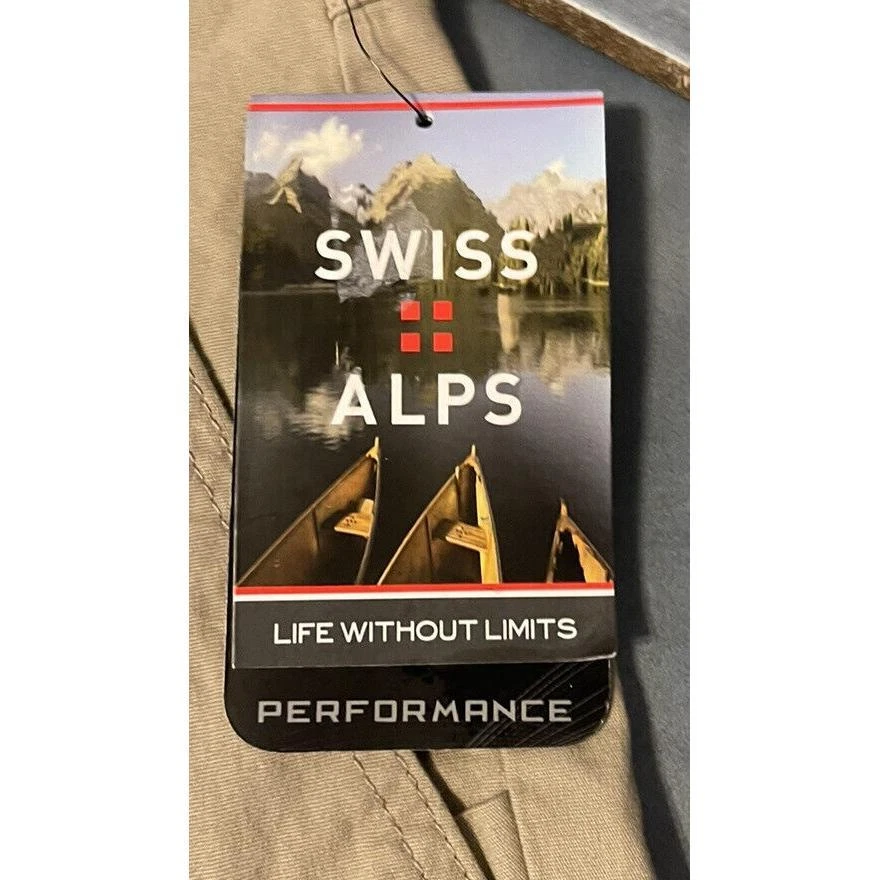 SWISS
ALPS
LIFE WITHOUT LIMITS
PERFORMANCE